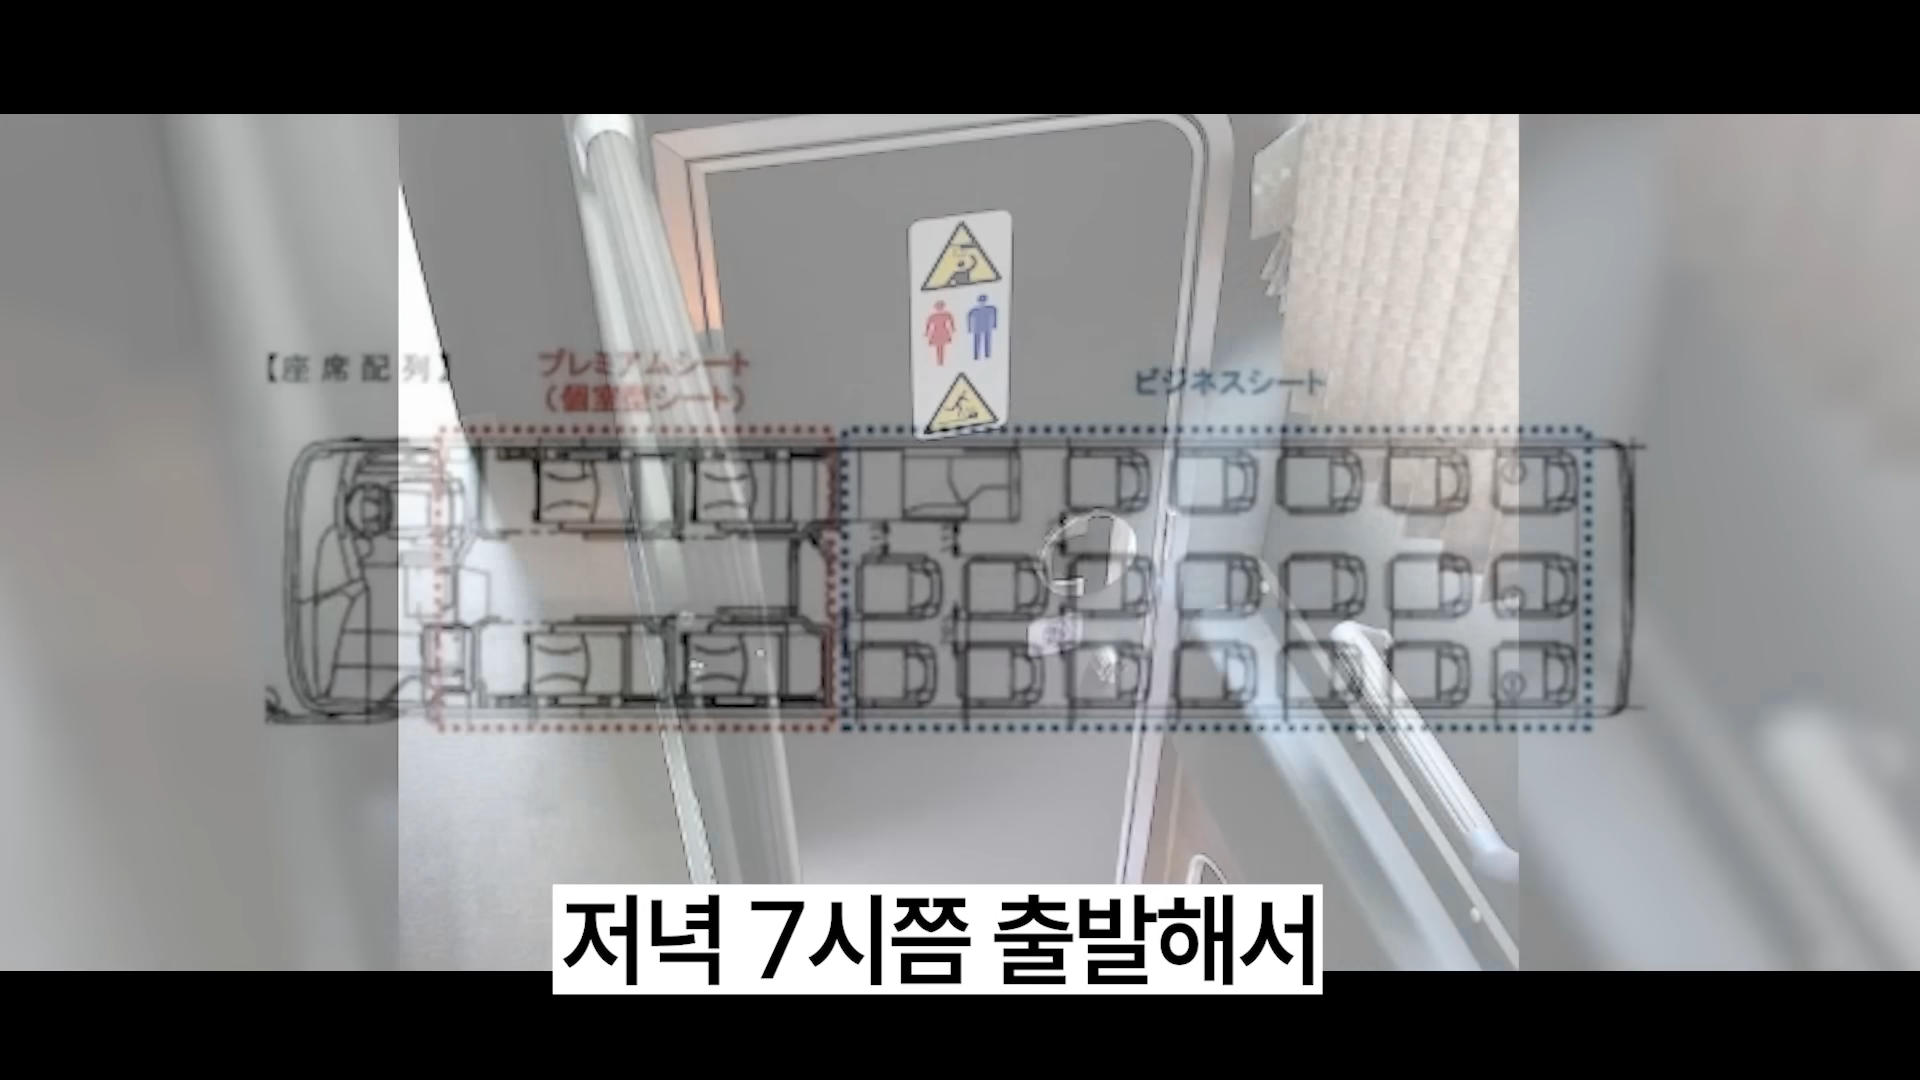 【座席配列】
プレミアムシート
（個室型シート）
ビジネスシート
저녁 7시쯤 출발해서